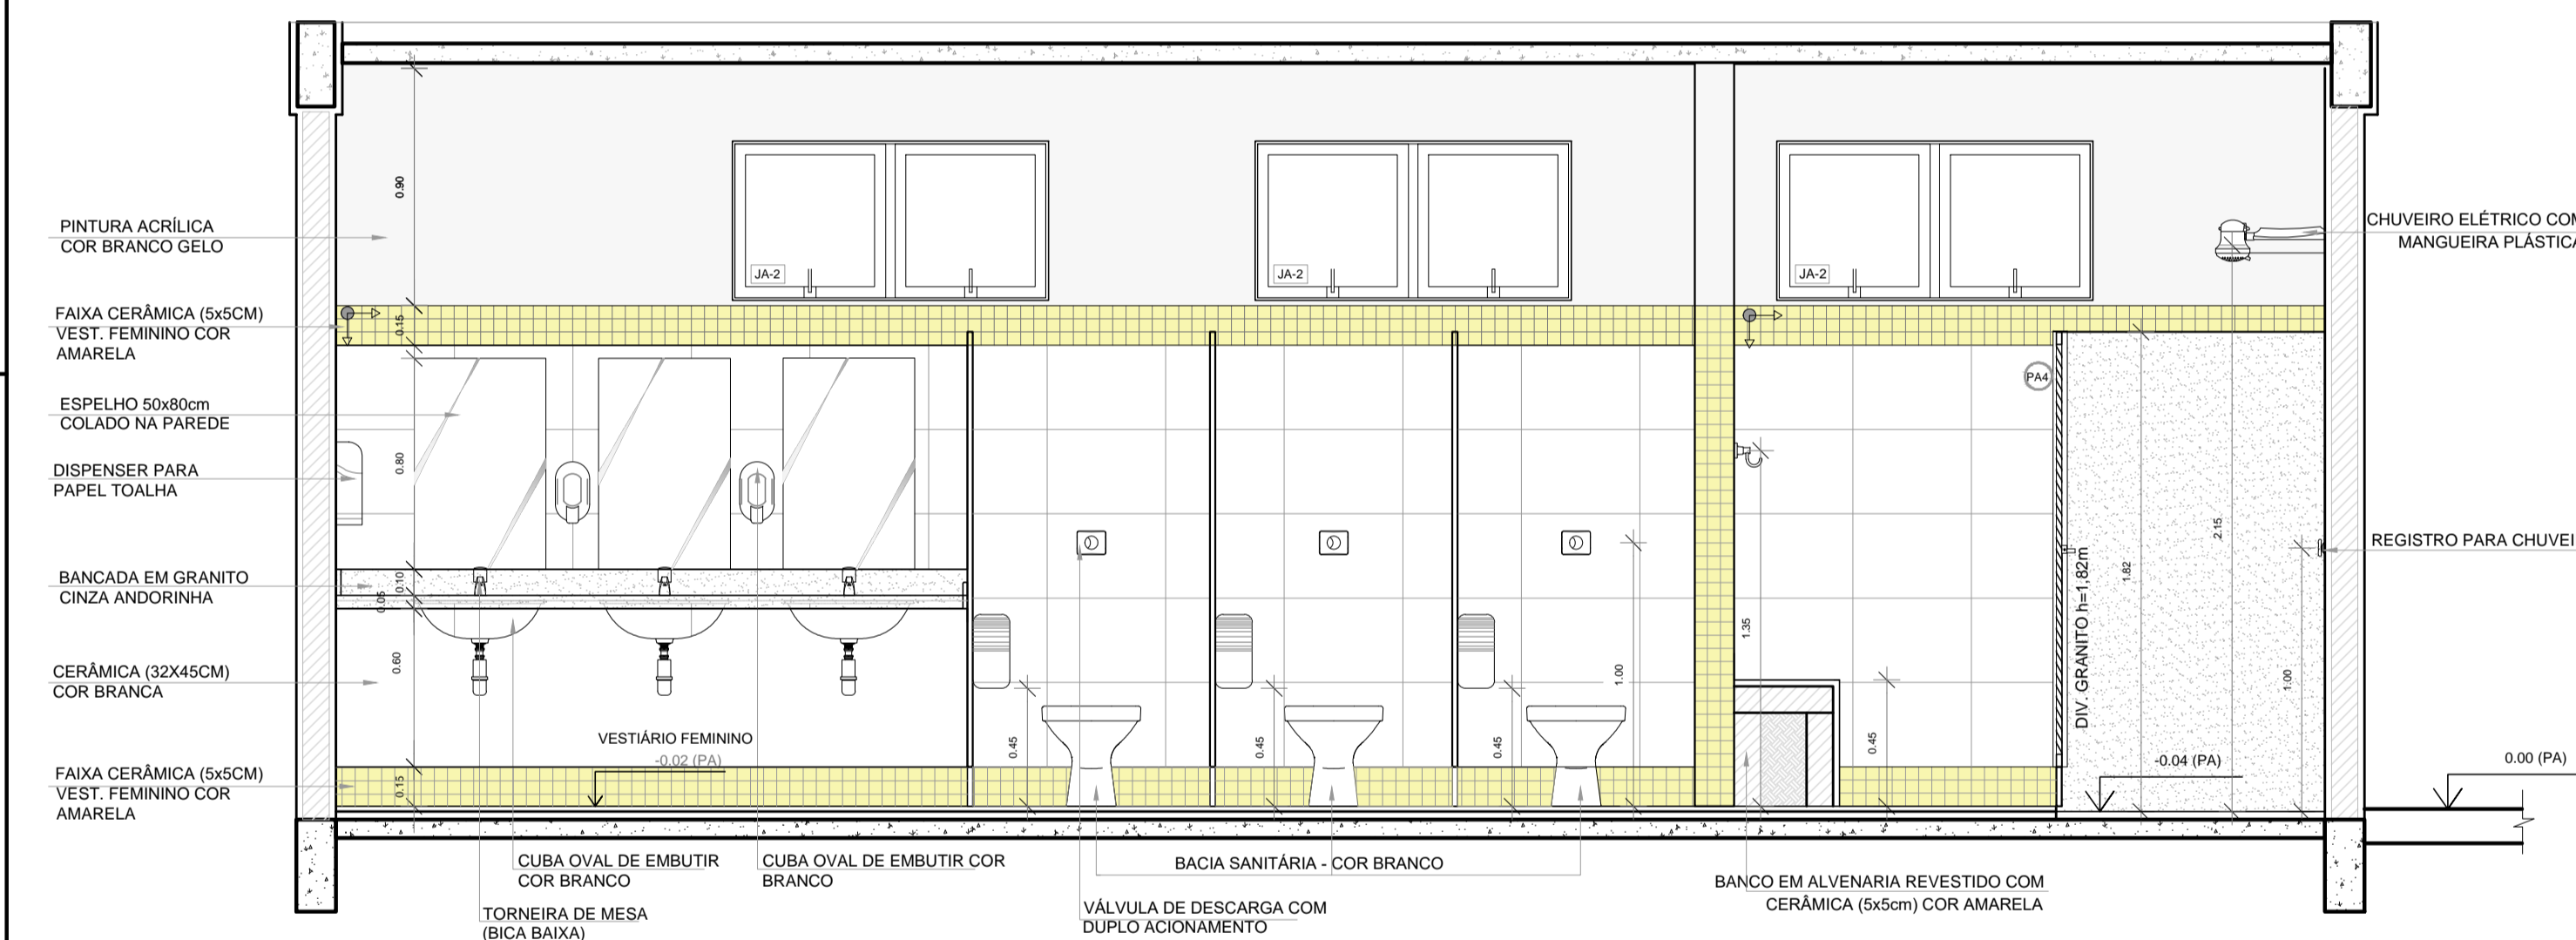 PINTURA ACRÍLICA
COR BRANCO GELO
FAIXA CERÂMICA (5x5CM)
VEST. FEMININO COR
AMARELA
ESPELHO 50x80cm
COLADO NA PAREDE
DISPENSER PARA
PAPEL TOALHA
BANCADA EM GRANITO
CINZA ANDORINHA
CERÂMICA (32X45CM)
COR BRANCA
FAIXA CERÂMICA (5x5CM)
VEST. FEMININO COR
AMARELA
0.90
0.15
0.80
0.10
0.05
0.60
0.15
JA-2
JA-2
JA-2
VESTIÁRIO FEMININO
-0.02 (PA)
0.45
0.45
0.45
1.00
1.35
0.45
PA4
DIV. GRANITO h=1,82m
1.82
2.15
1.00
-0.04 (PA)
0.00 (PA)
CHUVEIRO ELÉTRICO COM
MANGUEIRA PLÁSTICA
REGISTRO PARA CHUVEI
CUBA OVAL DE EMBUTIR
COR BRANCO
CUBA OVAL DE EMBUTIR COR
BRANCO
TORNEIRA DE MESA
(BICA BAIXA)
BACIA SANITÁRIA - COR BRANCO
VÁLVULA DE DESCARGA COM
DUPLO ACIONAMENTO
BANCO EM ALVENARIA REVESTIDO COM
CERÂMICA (5x5cm) COR AMARELA